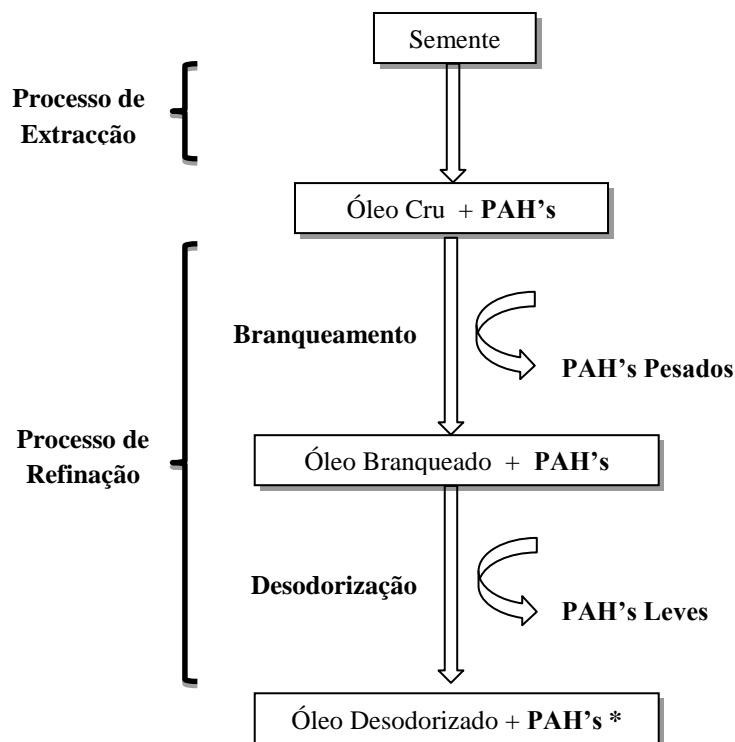 Semente
Processo de
Extracção
Óleo Cru + PAH's
Branqueamento
PAH's Pesados
Processo de
Refinação
Óleo Branqueado + PAH's
Desodorização
PAH's Leves
Óleo Desodorizado + PAH's *